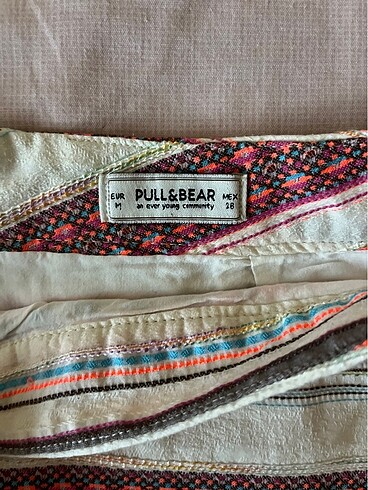 EUR PULL&BEAR MEX
M an ever young community 28